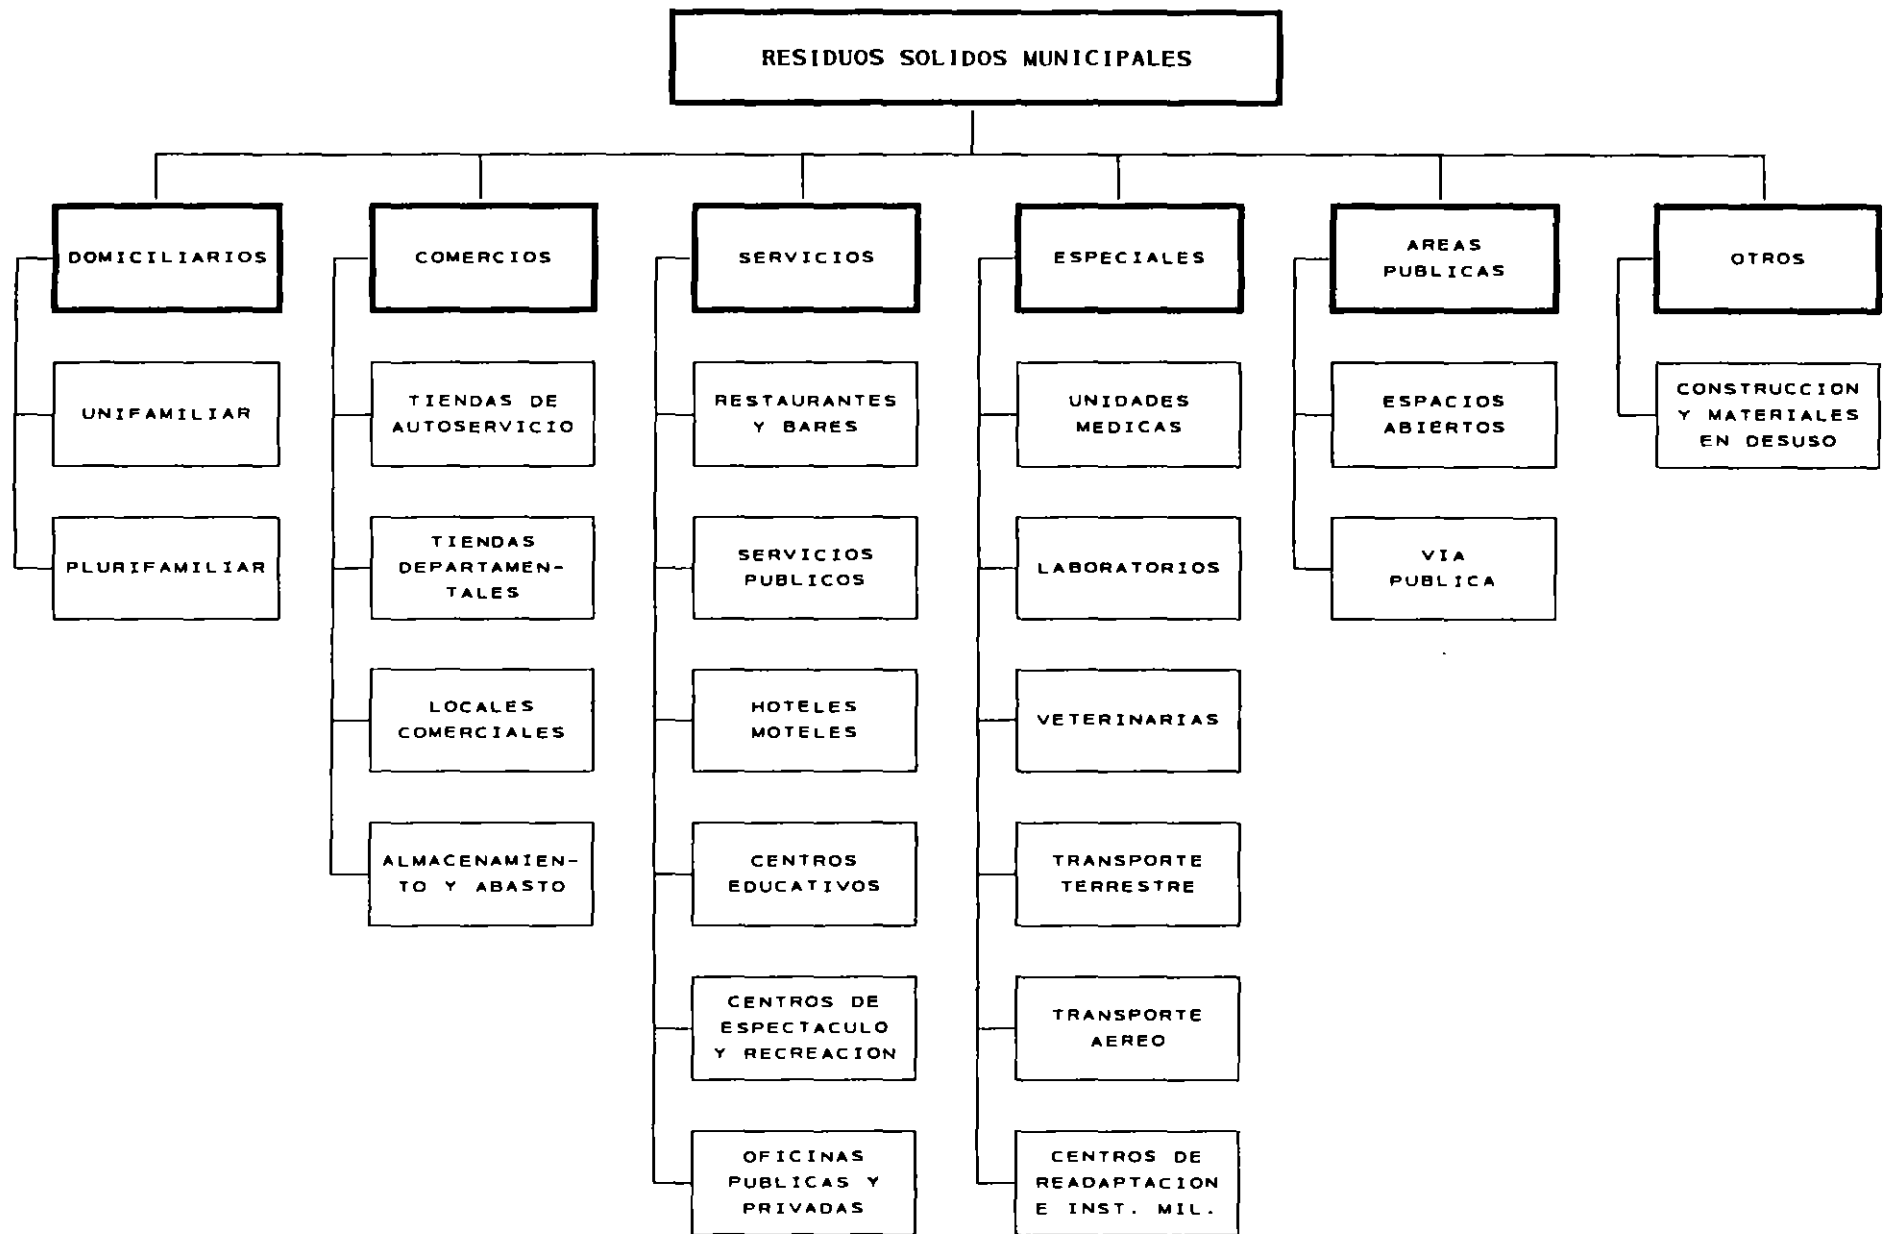 RESIDUOS SOLIDOS MUNICIPALES
DOMICILIARIOS
UNIFAMILIAR
PLURIFAMILIAR
COMERCIOS
TIENDAS DE
AUTOSERVICIO
TIENDAS
DEPARTAMEN-
TALES
LOCALES
COMERCIALES
ALMACENAMIEN-
TO Y ABASTO
SERVICIOS
RESTAURANTES
Y BARES
SERVICIOS
PUBLICOS
HOTELES
MOTELES
CENTROS
EDUCATIVOS
CENTROS DE
ESPECTACULO
Y RECREACION
OFICINAS
PUBLICAS Y
PRIVADAS
ESPECIALES
UNIDADES
MEDICAS
LABORATORIOS
VETERINARIAS
TRANSPORTE
TERRESTRE
TRANSPORTE
AEREO
CENTROS DE
READAPTACION
E INST. MIL.
AREAS
PUBLICAS
ESPACIOS
ABIERTOS
VIA
PUBLICA
OTROS
CONSTRUCCION
Y MATERIALES
EN DESUSO